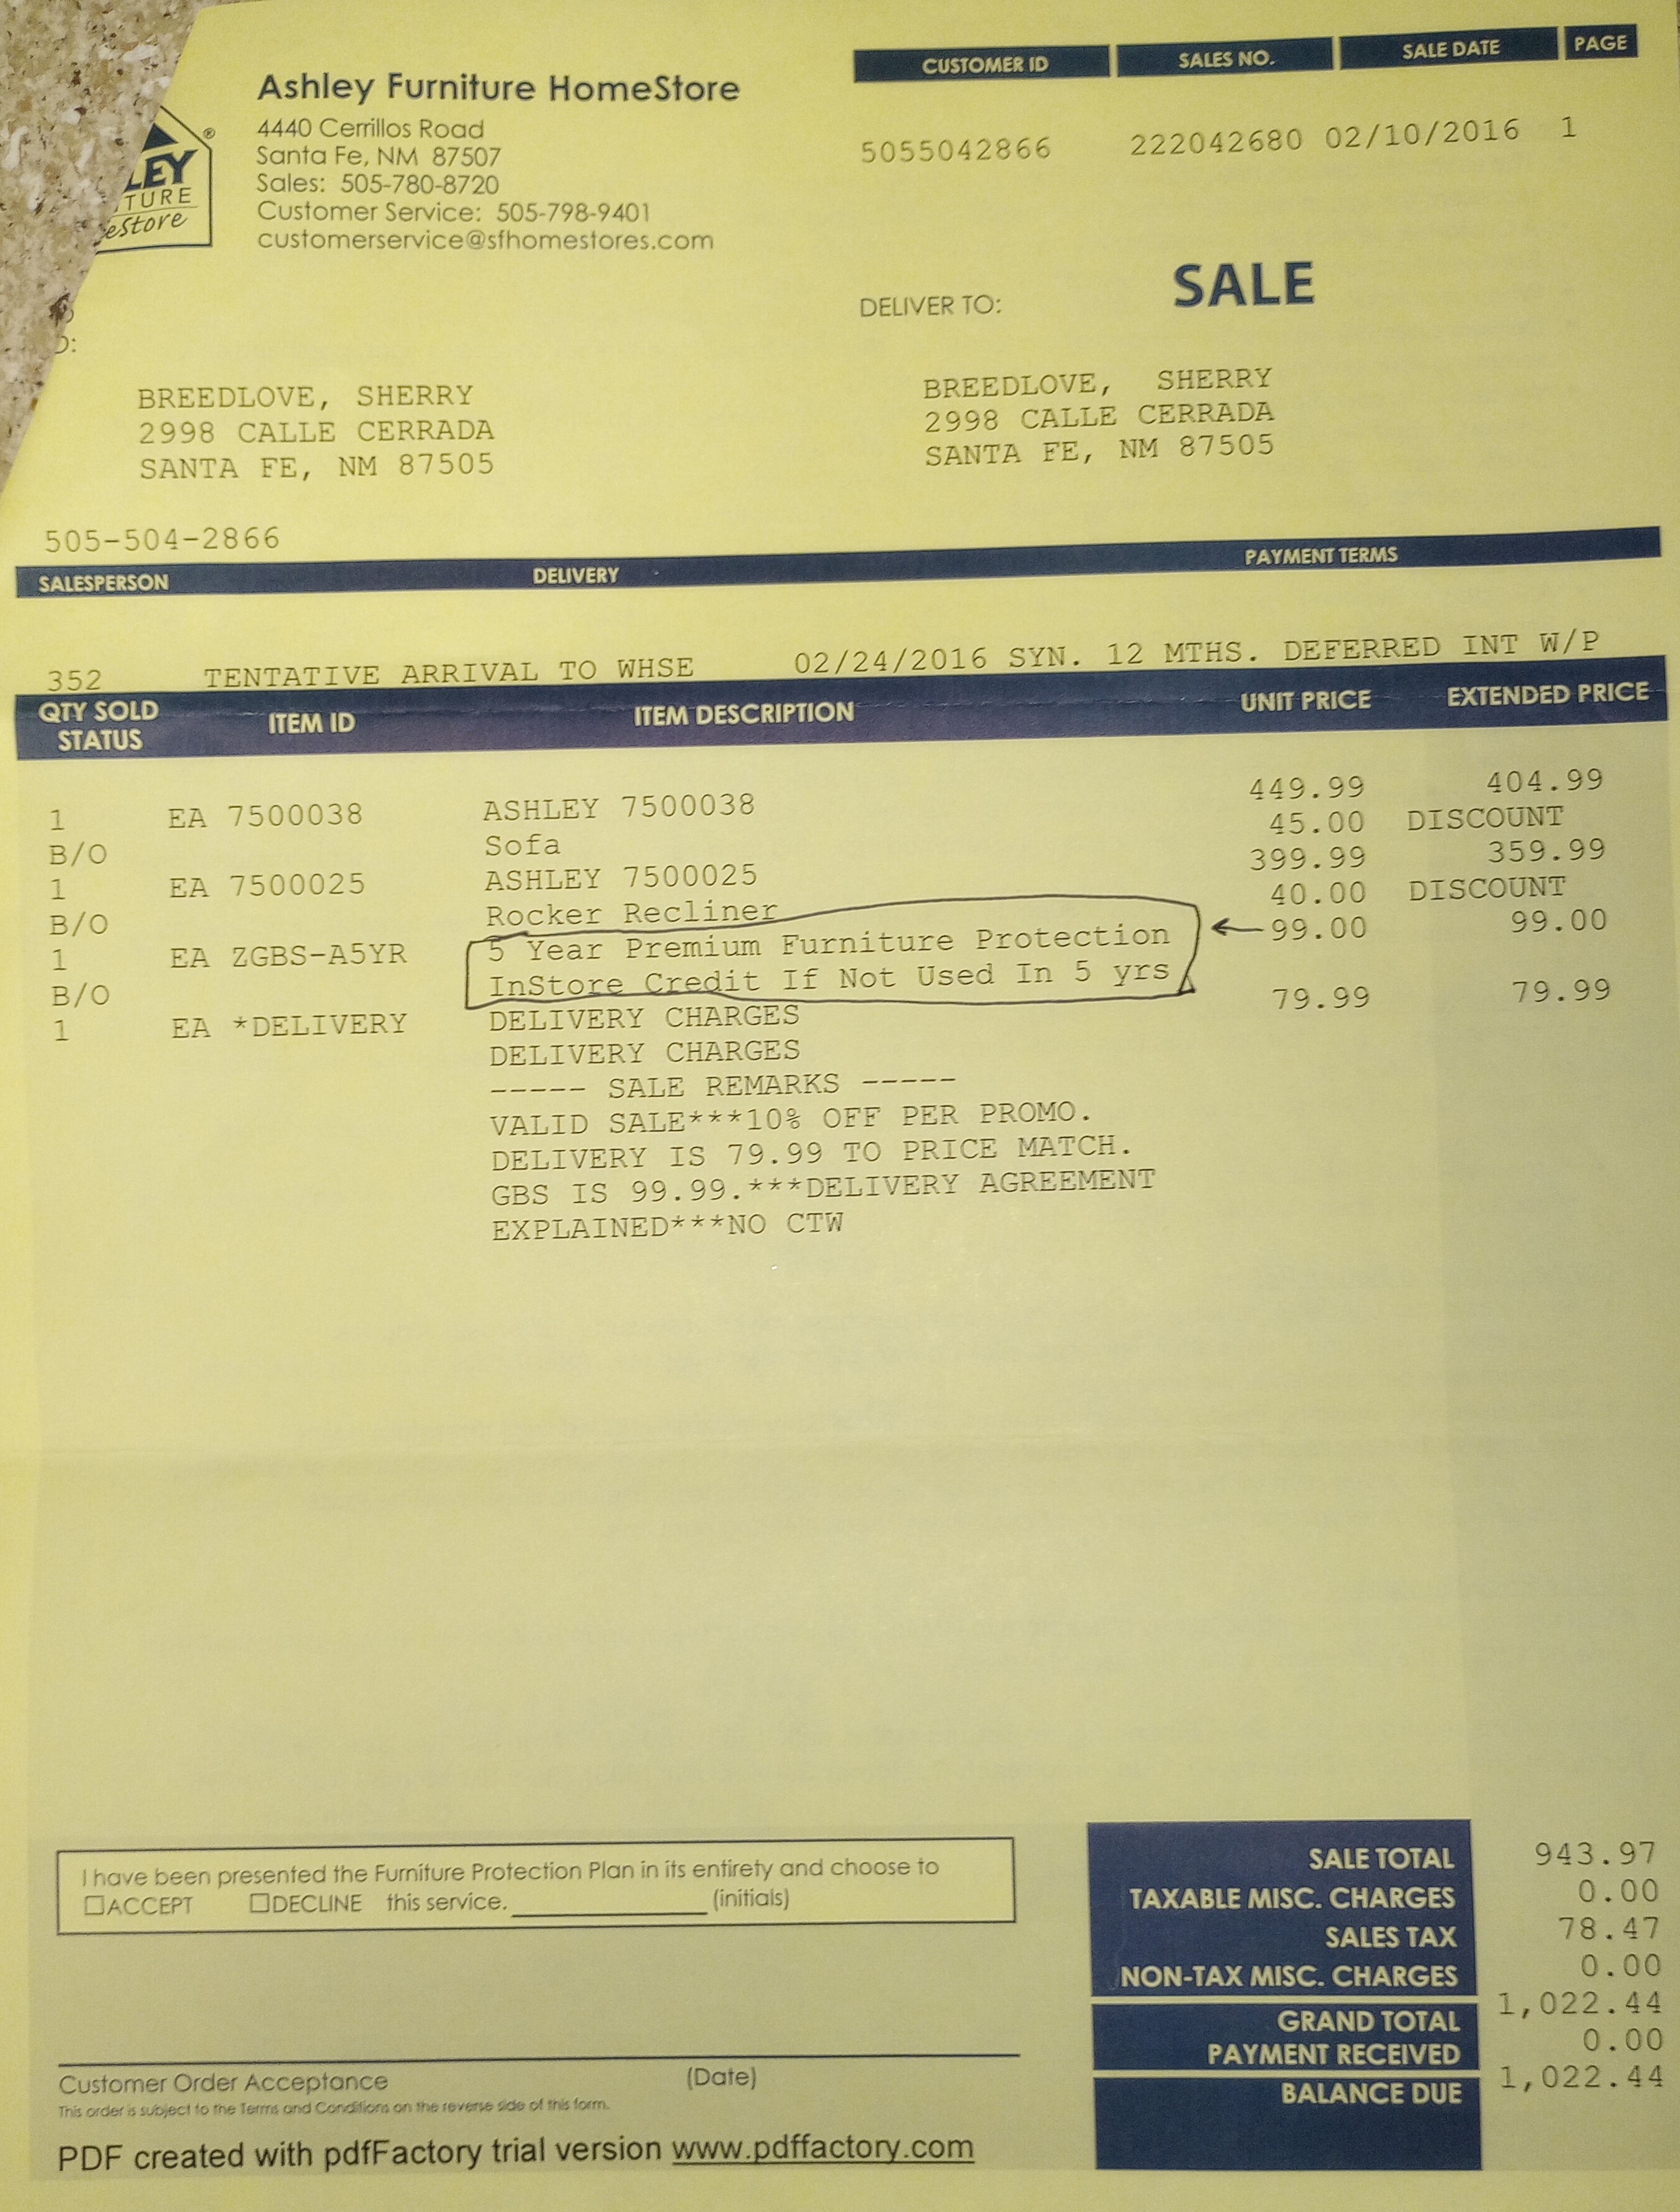 LEY
TURE
eStore
®
Ashley Furniture HomeStore
4440 Cerrillos Road
Santa Fe, NM 87507
Sales: 505-780-8720
Customer Service: 505-798-9401
customerservice@sfhomestores.com
CUSTOMER ID SALES NO. SALE DATE PAGE
5055042866 222042680 02/10/2016 1
SALE
DELIVER TO:
BREEDLOVE, SHERRY
2998 CALLE CERRADA
SANTA FE, NM 87505
BREEDLOVE, SHERRY
2998 CALLE CERRADA
SANTA FE, NM 87505
505-504-2866
SALESPERSON DELIVERY PAYMENT TERMS
352 TENTATIVE ARRIVAL TO WHSE 02/24/2016 SYN. 12 MTHS. DEFERRED INT W/P
QTY SOLD STATUS ITEM ID ITEM DESCRIPTION UNIT PRICE EXTENDED PRICE
1 EA 7500038 ASHLEY 7500038 449.99 404.99
B/O Sofa 45.00 DISCOUNT
1 EA 7500025 ASHLEY 7500025 399.99 359.99
B/O Rocker Recliner 40.00 DISCOUNT
1 EA ZGBS-A5YR 5 Year Premium Furniture Protection 99.00 99.00
B/O InStore Credit If Not Used In 5 yrs
1 EA *DELIVERY DELIVERY CHARGES 79.99 79.99
DELIVERY CHARGES
----- SALE REMARKS -----
VALID SALE***10% OFF PER PROMO.
DELIVERY IS 79.99 TO PRICE MATCH.
GBS IS 99.99.***DELIVERY AGREEMENT
EXPLAINED***NO CTW
I have been presented the Furniture Protection Plan in its entirety and choose to
☐ACCEPT ☐DECLINE this service. ____________ (initials)
Customer Order Acceptance (Date)
This order is subject to the Terms and Conditions on the reverse side of this form.
PDF created with pdfFactory trial version www.pdffactory.com
SALE TOTAL 943.97
TAXABLE MISC. CHARGES 0.00
SALES TAX 78.47
NON-TAX MISC. CHARGES 0.00
GRAND TOTAL 1,022.44
PAYMENT RECEIVED 0.00
BALANCE DUE 1,022.44